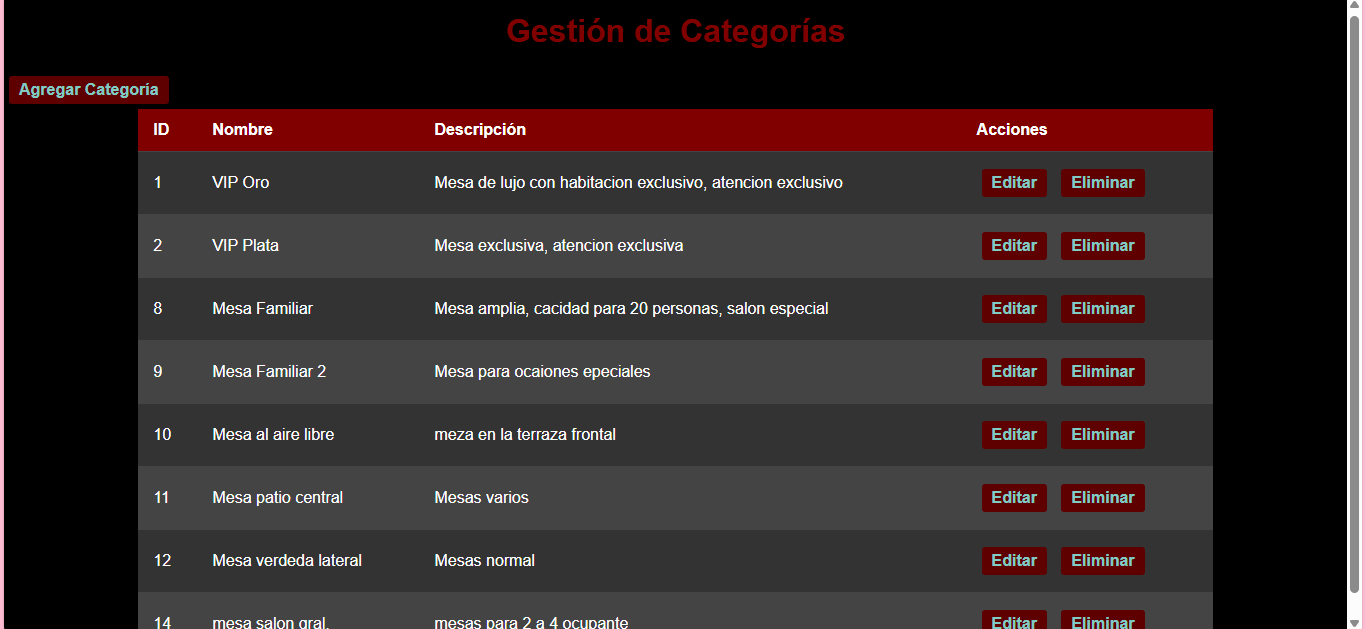 Gestión de Categorías
Agregar Categoría
ID Nombre Descripción Acciones
1 VIP Oro Mesa de lujo con habitacion exclusivo, atencion exclusivo Editar Eliminar
2 VIP Plata Mesa exclusiva, atencion exclusiva Editar Eliminar
8 Mesa Familiar Mesa amplia, cacidad para 20 personas, salon especial Editar Eliminar
9 Mesa Familiar 2 Mesa para ocaiones epeciales Editar Eliminar
10 Mesa al aire libre meza en la terraza frontal Editar Eliminar
11 Mesa patio central Mesas varios Editar Eliminar
12 Mesa verdeda lateral Mesas normal Editar Eliminar
14 mesa salon gral. mesas para 2 a 4 ocupante Editar Eliminar